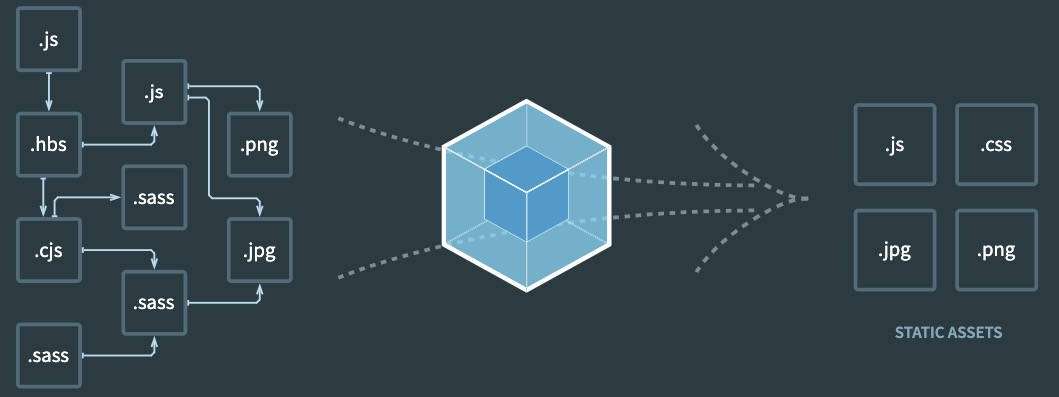 .js
.js
.hbs
.png
.sass
.cjs
.jpg
.sass
.sass
.js
.css
.jpg
.png
STATIC ASSETS